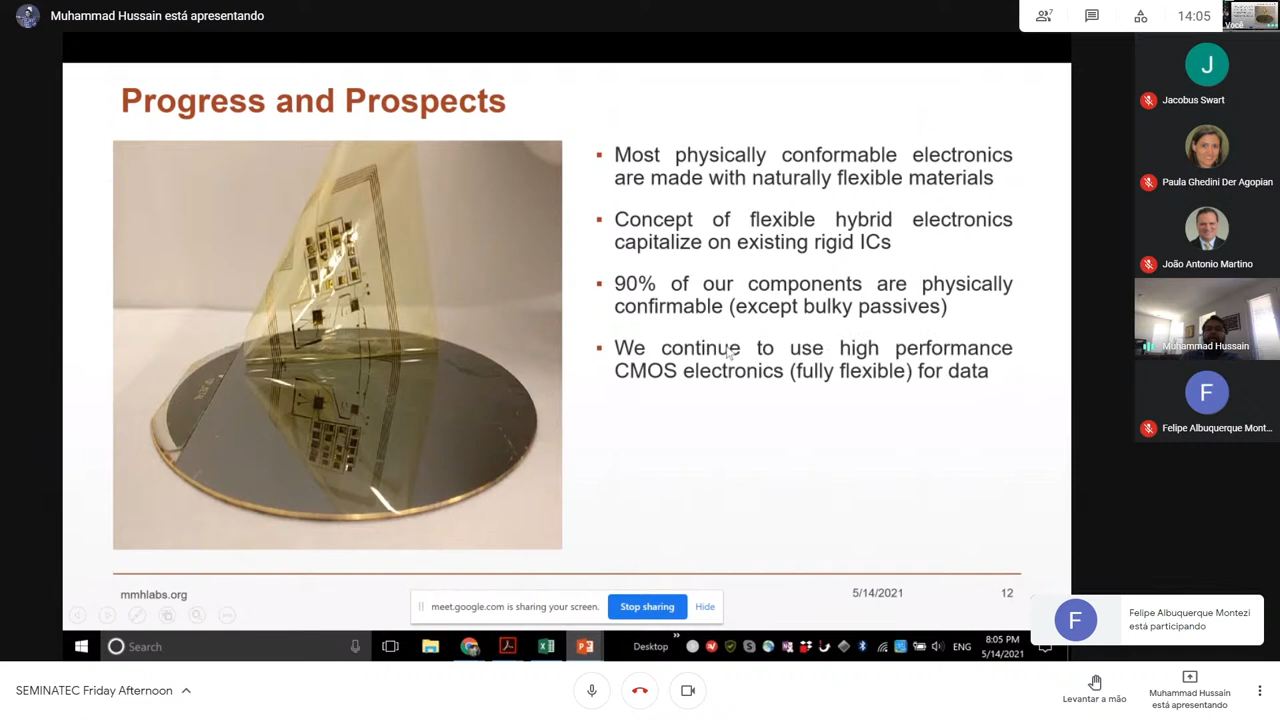 Muhammad Hussain está apresentando
7
14:05
Você
Progress and Prospects
▪ Most physically conformable electronics
are made with naturally flexible materials
▪ Concept of flexible hybrid electronics
capitalize on existing rigid ICs
▪ 90% of our components are physically
confirmable (except bulky passives)
▪ We continue to use high performance
CMOS electronics (fully flexible) for data
mmhlabs.org
5/14/2021
12
meet.google.com is sharing your screen.
Stop sharing
Hide
J
Jacobus Swart
Paula Ghedini Der Agopian
João Antonio Martino
Muhammad Hussain
F
Felipe Albuquerque Mont...
F
Felipe Albuquerque Montezi
está participando
Search
Desktop
ENG
8:05 PM
5/14/2021
SEMINATEC Friday Afternoon
Levantar a mão
Muhammad Hussain
está apresentando